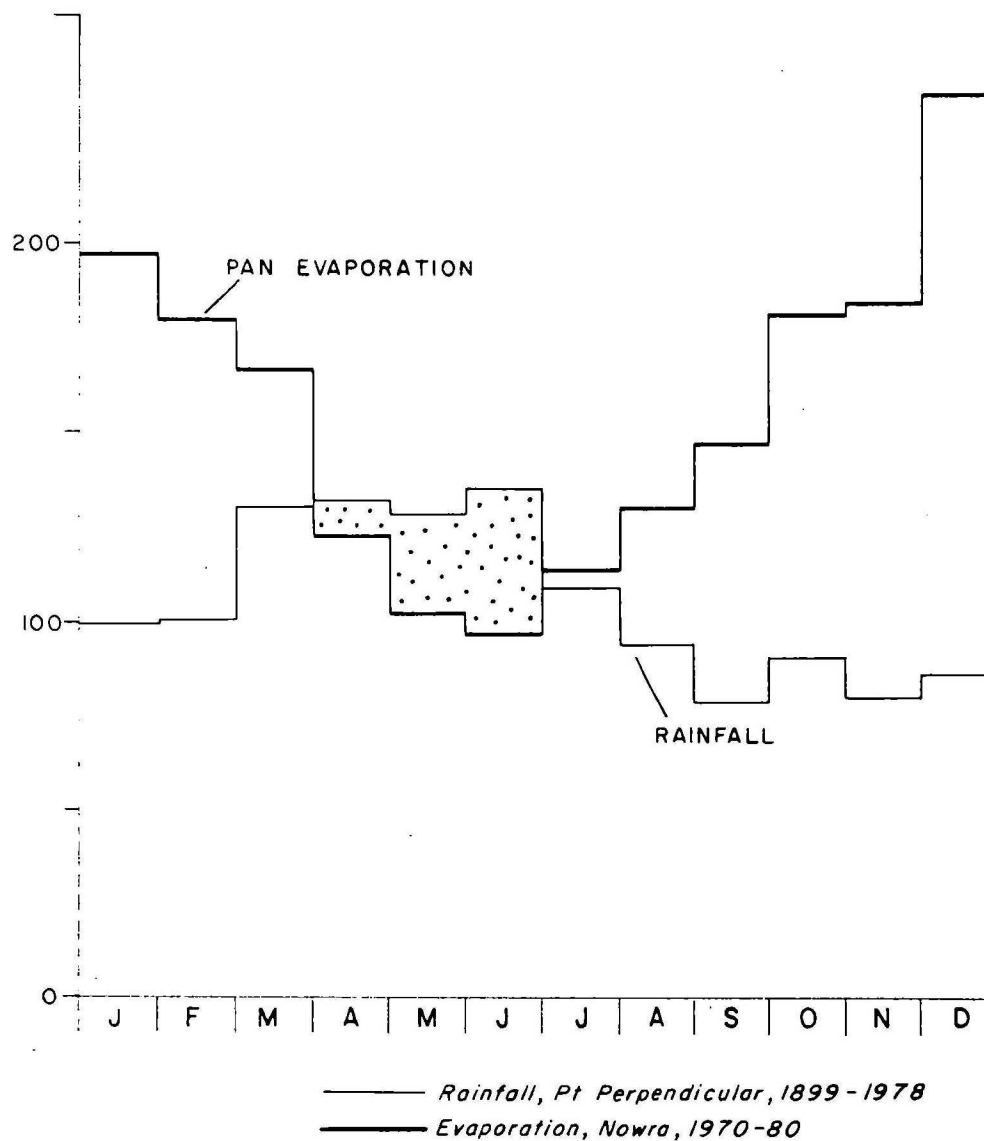 200
PAN EVAPORATION
100
RAINFALL
0
J F M A M J J A S O N D
Rainfall, Pt Perpendicular, 1899-1978
Evaporation, Nowra, 1970-80